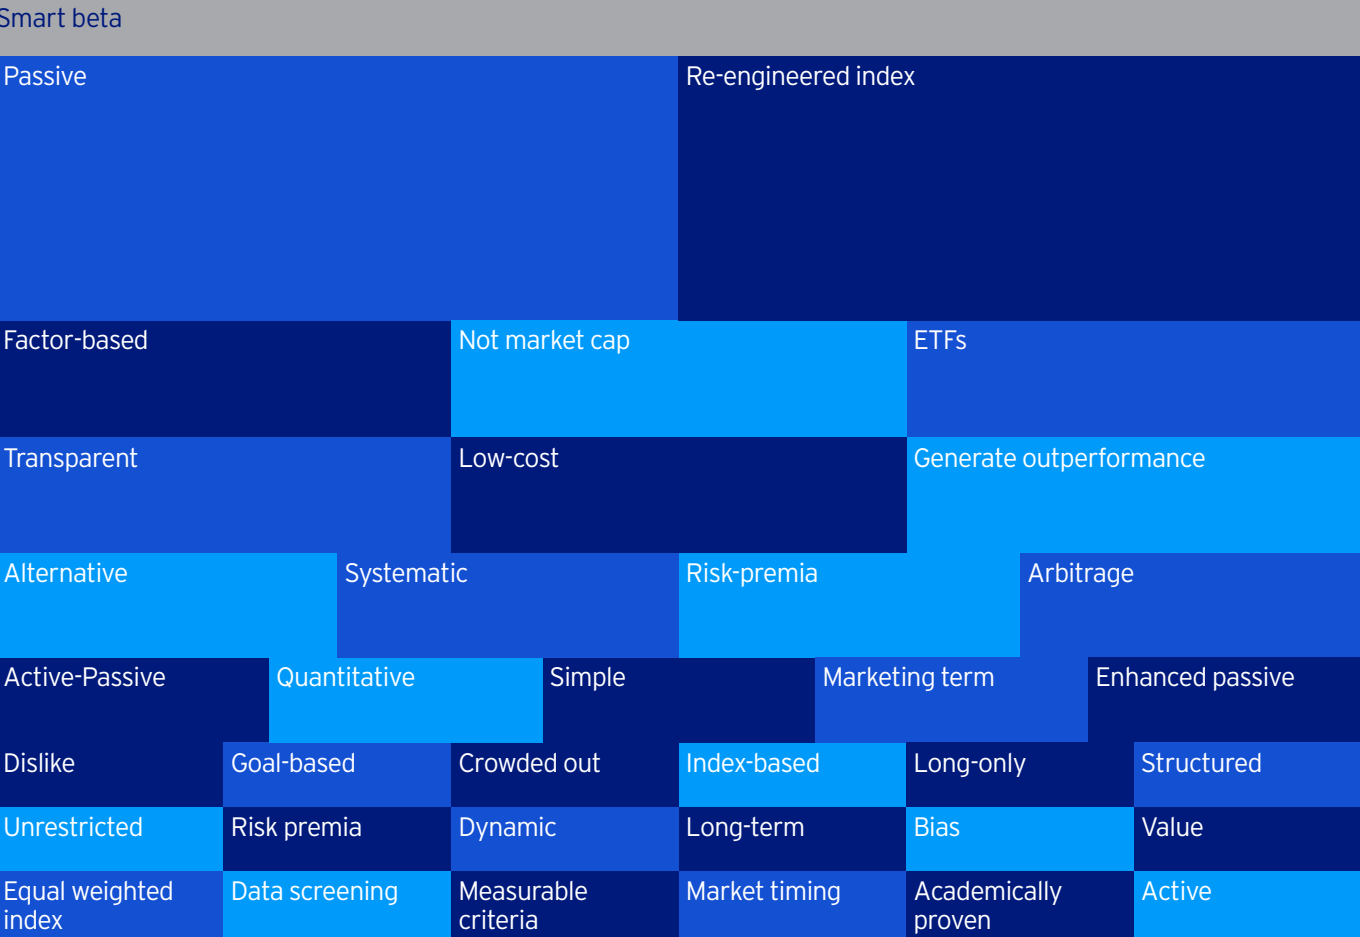 Smart beta
Passive
Re-engineered index
Factor-based
Not market cap
ETFs
Transparent
Low-cost
Generate outperformance
Alternative
Systematic
Risk-premia
Arbitrage
Active-Passive
Quantitative
Simple
Marketing term
Enhanced passive
Dislike
Goal-based
Crowded out
Index-based
Long-only
Structured
Unrestricted
Risk premia
Dynamic
Long-term
Bias
Value
Equal weighted
index
Data screening
Measurable
criteria
Market timing
Academically
proven
Active